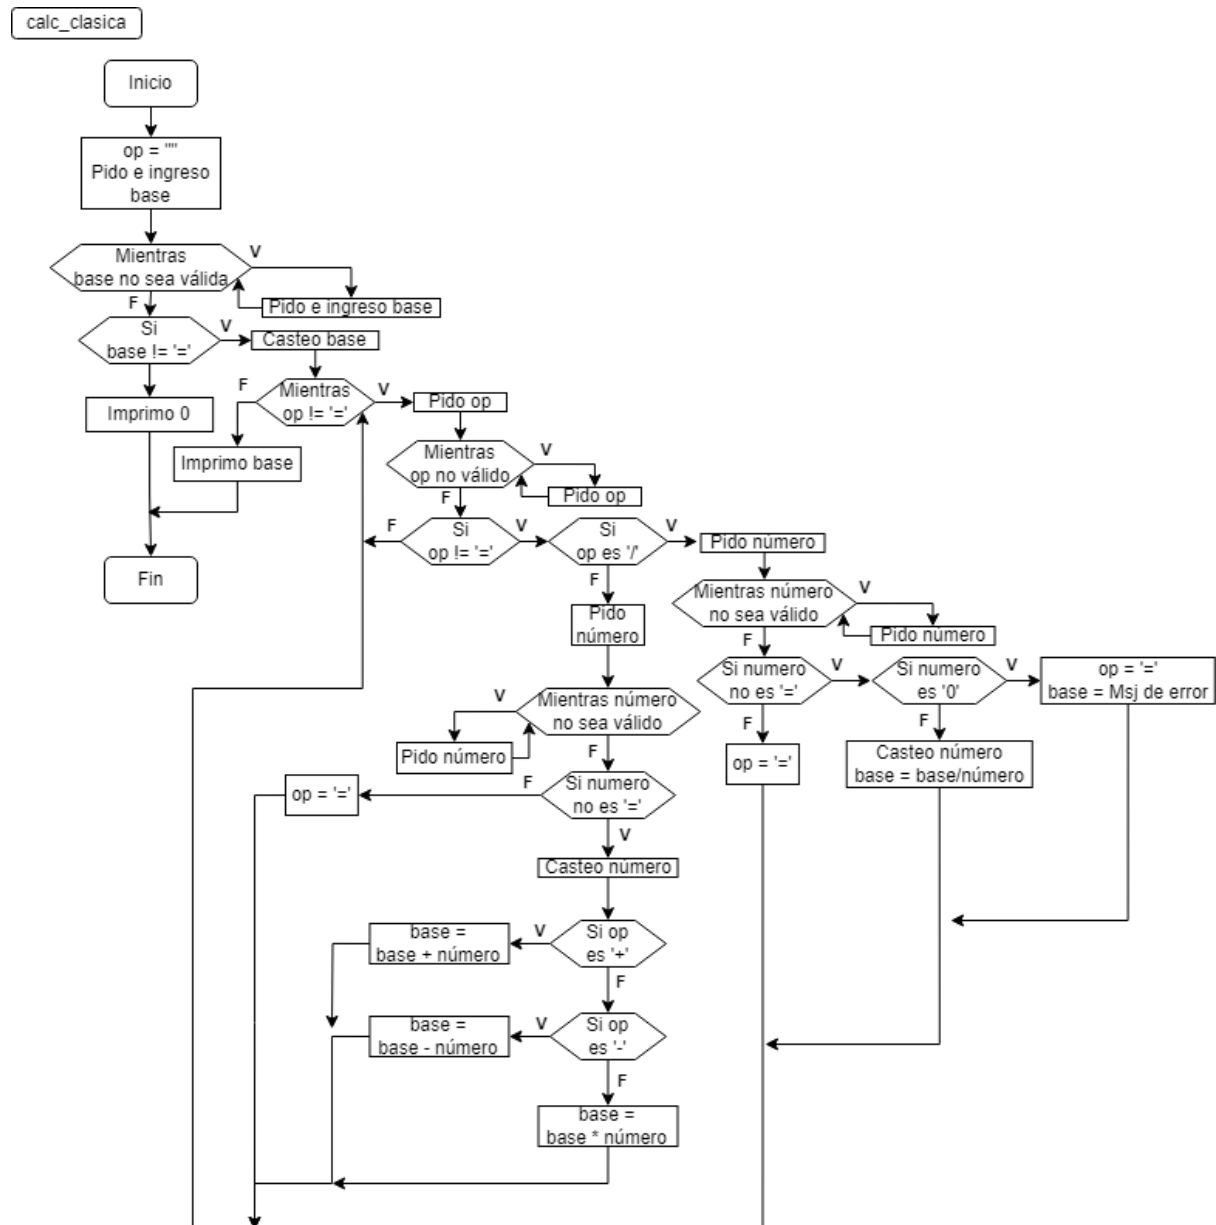 calc_clasica
Inicio
op = ""
Pido e ingreso
base
Mientras
base no sea válida
V
F
Pido e ingreso base
Si
base != '='
V
Casteo base
Imprimo 0
Mientras
op != '='
F
V
Pido op
Imprimo base
Mientras
op no válido
V
F
Pido op
Fin
Si
op != '='
F
V
Si
op es '/'
V
F
Pido número
Pido
número
Mientras número
no sea válido
V
F
Pido número
Si numero
no es '='
V
F
Si numero
es '0'
V
F
op = '='
base = Msj de error
Mientras número
no sea válido
V
F
Pido número
op = '='
Casteo número
base = base/número
Si numero
no es '='
F
V
op = '='
Casteo número
Si op
es '+'
V
F
base =
base + número
Si op
es '-'
V
F
base =
base - número
base =
base * número